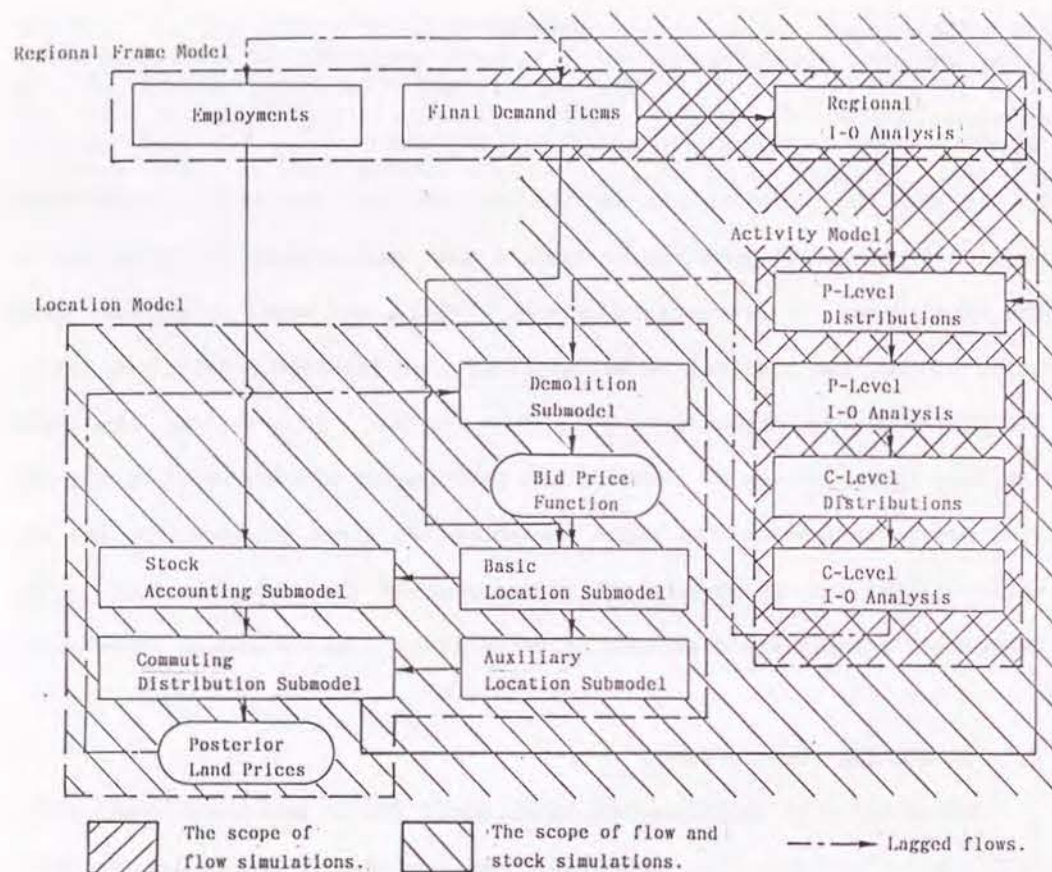 Regional Frame Model
Employments
Final Demand Items
Regional
I-O Analysis
Activity Model
P-Level
Distributions
P-Level
I-O Analysis
C-Level
Distributions
C-Level
I-O Analysis
Location Model
Demolition
Submodel
Bid Price
Function
Stock
Accounting Submodel
Basic
Location Submodel
Commuting
Distribution Submodel
Auxiliary
Location Submodel
Posterior
Land Prices
The scope of
flow simulations.
The scope of flow and
stock simulations.
Lagged flows.